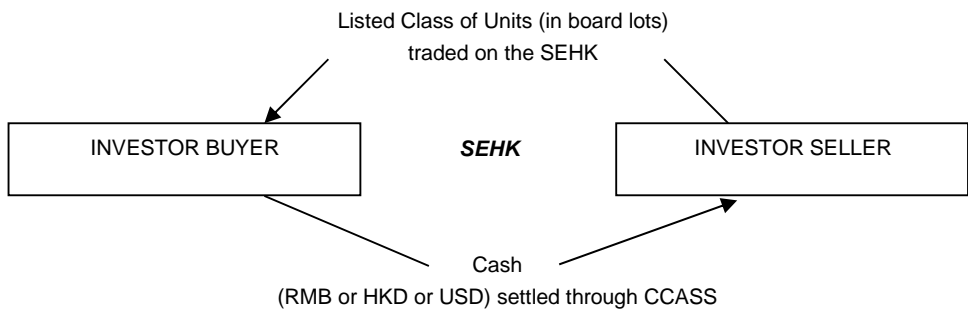 Listed Class of Units (in board lots)
traded on the SEHK
INVESTOR BUYER
SEHK
INVESTOR SELLER
Cash
(RMB or HKD or USD) settled through CCASS